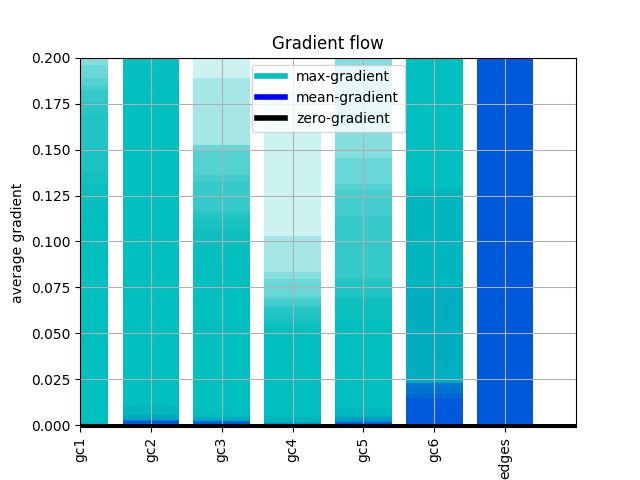 Gradient flow
max-gradient
mean-gradient
zero-gradient
average gradient
0.200
0.175
0.150
0.125
0.100
0.075
0.050
0.025
0.000
gc1
gc2
gc3
gc4
gc5
gc6
edges